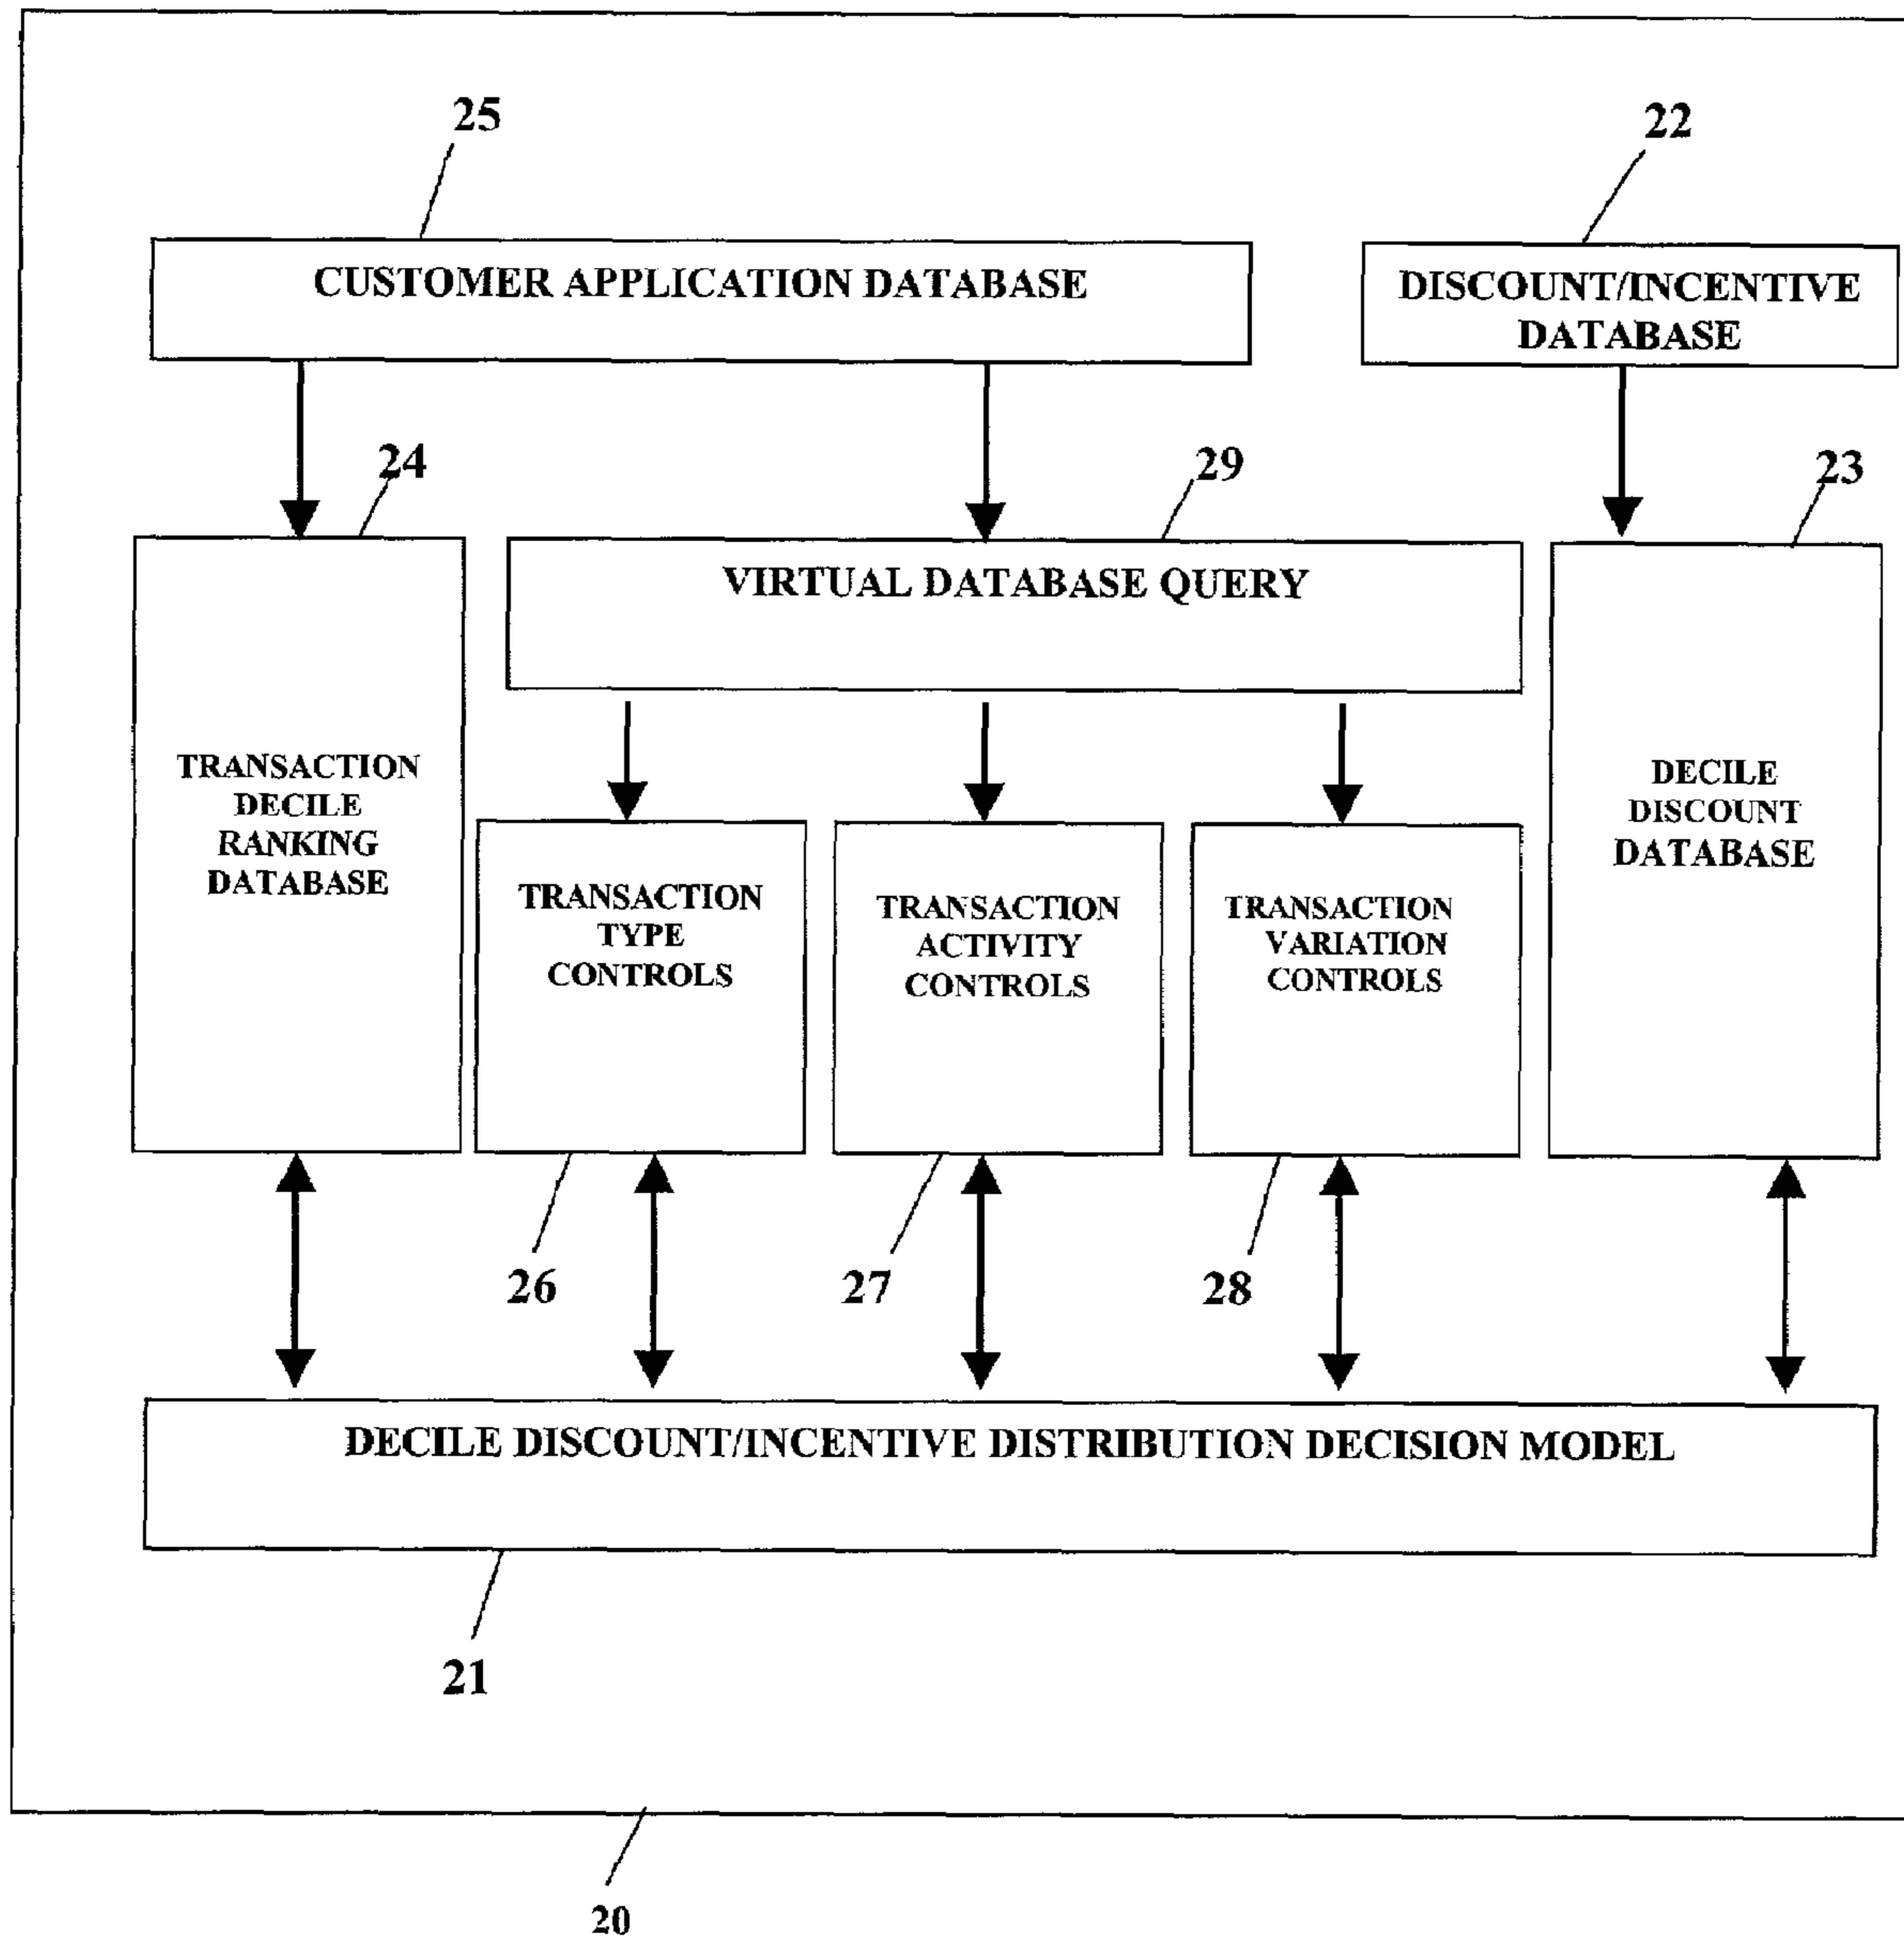 25
22
CUSTOMER APPLICATION DATABASE
DISCOUNT/INCENTIVE
DATABASE
24
29
23
VIRTUAL DATABASE QUERY
TRANSACTION
DECILE
RANKING
DATABASE
TRANSACTION
TYPE
CONTROLS
TRANSACTION
ACTIVITY
CONTROLS
TRANSACTION
VARIATION
CONTROLS
DECILE
DISCOUNT
DATABASE
26
27
28
DECILE DISCOUNT/INCENTIVE DISTRIBUTION DECISION MODEL
21
20